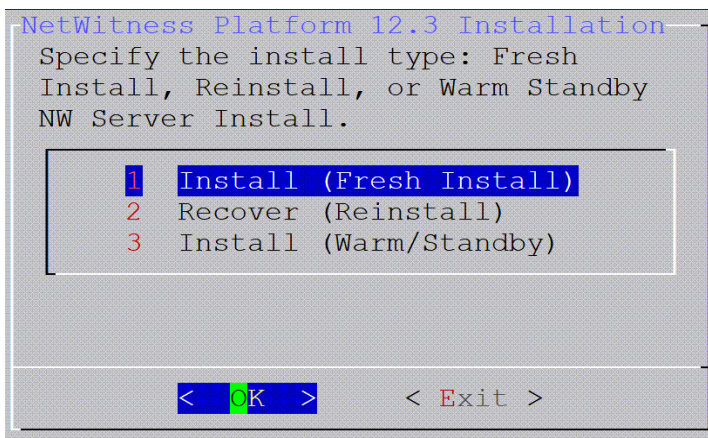 NetWitness Platform 12.3 Installation
Specify the install type: Fresh
Install, Reinstall, or Warm Standby
NW Server Install.
1 Install (Fresh Install)
2 Recover (Reinstall)
3 Install (Warm/Standby)
< OK > < Exit >